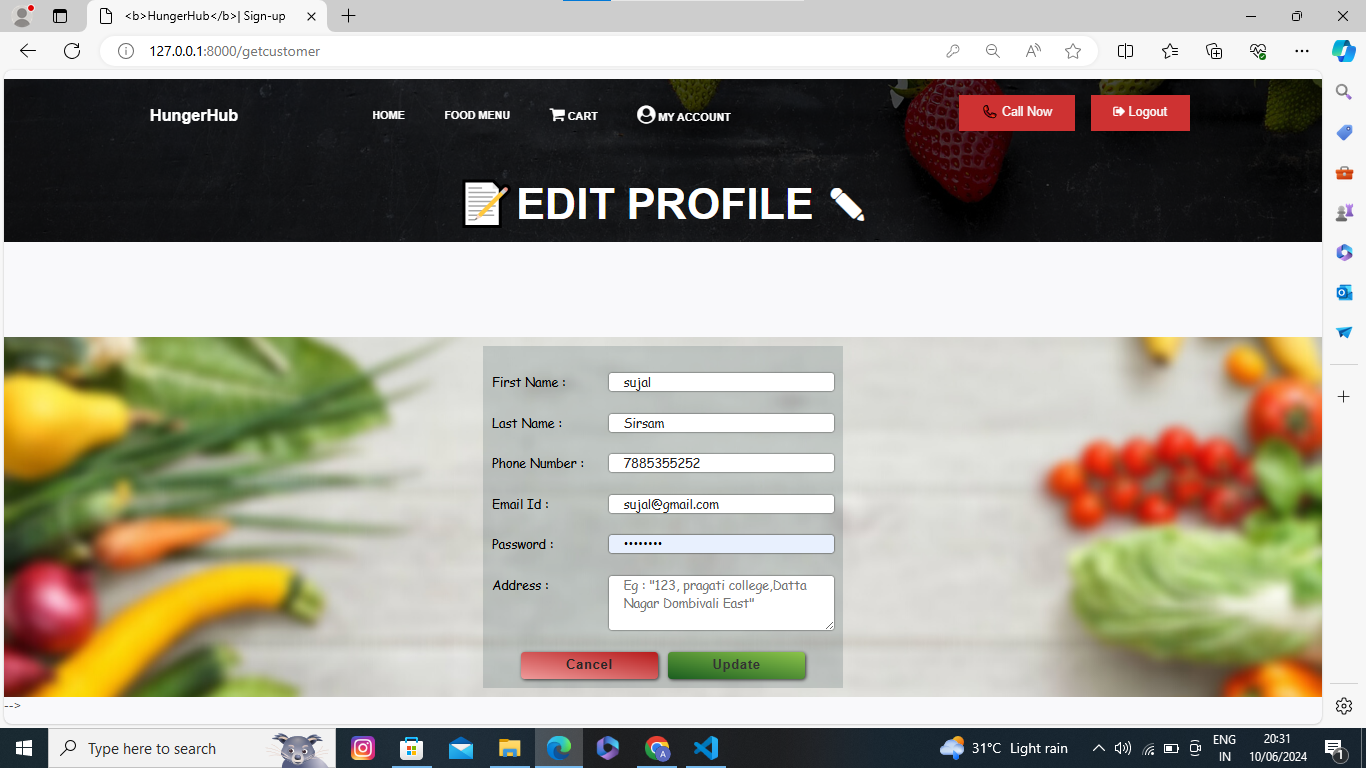 <b>HungerHub</b>| Sign-up
127.0.0.1:8000/getcustomer
HungerHub
HOME
FOOD MENU
CART
MY ACCOUNT
Call Now
Logout
EDIT PROFILE
First Name :
sujal
Last Name :
Sirsam
Phone Number :
7885355252
Email Id :
sujal@gmail.com
Password :
••••••••
Address :
Eg : "123, pragati college,Datta
Nagar Dombivali East"
Cancel
Update
-->
Type here to search
31°C Light rain
ENG
IN
20:31
10/06/2024
1